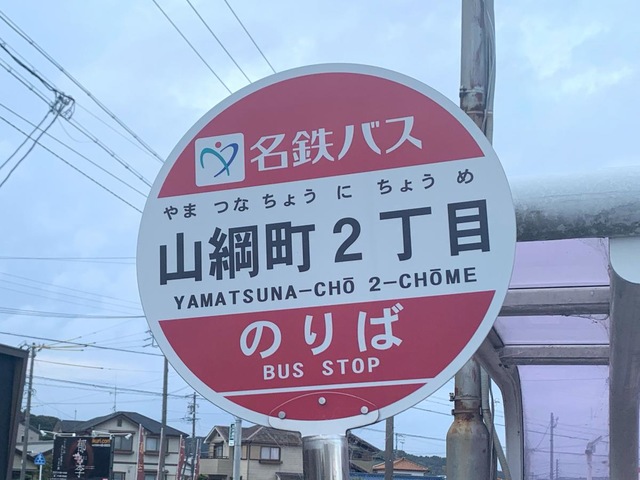 名鉄バス
やま つな ちょう に ちょう め
山綱町2丁目
YAMATSUNA-CHŌ 2-CHŌME
のりば
BUS STOP